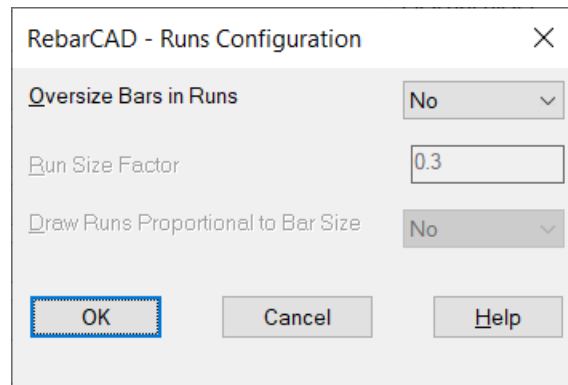 RebarCAD - Runs Configuration
Oversize Bars in Runs
No
Run Size Factor
0.3
Draw Runs Proportional to Bar Size
No
OK
Cancel
Help